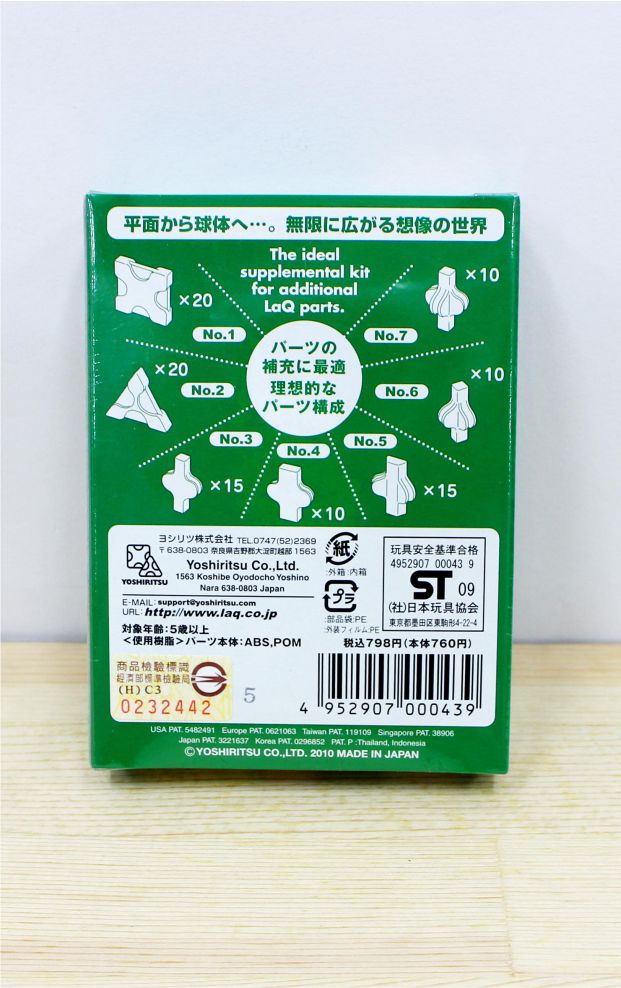 平面から球体へ…。無限に広がる想像の世界
The ideal
supplemental kit
for additional
LaQ parts.
×20
No.1
×20
No.2
No.3
×15
No.4
×10
No.5
×15
No.6
×10
No.7
×10
パーツの
補充に最適
理想的な
パーツ構成
YOSHIRITSU
ヨシリツ株式会社 TEL.0747(52)2369
〒638-0803 奈良県吉野郡大淀町越部 1563
Yoshiritsu Co.,Ltd.
1563 Koshibe Oyodocho Yoshino
Nara 638-0803 Japan
E-MAIL: support@yoshiritsu.com
URL: http://www.laq.co.jp
対象年齢:5歳以上
<使用樹脂>パーツ本体:ABS,POM
紙
:外箱:内箱
プラ
:部品袋:PE
:外装フィルム:PE
玩具安全基準合格
4952907 00043 9
ST 09
(社)日本玩具協会
東京都墨田区東駒形4-22-4
税込798円(本体760円)
商品檢驗標識
經濟部標準檢驗局
(H) C3
0232442
5
4 952907 000439
USA PAT. 5482491 Europe PAT. 0621063 Taiwan PAT. 119109 Singapore PAT. 38906
Japan PAT. 3221637 Korea PAT. 0296852 PAT. P :Thailand, Indonesia
©YOSHIRITSU CO.,LTD. 2010 MADE IN JAPAN